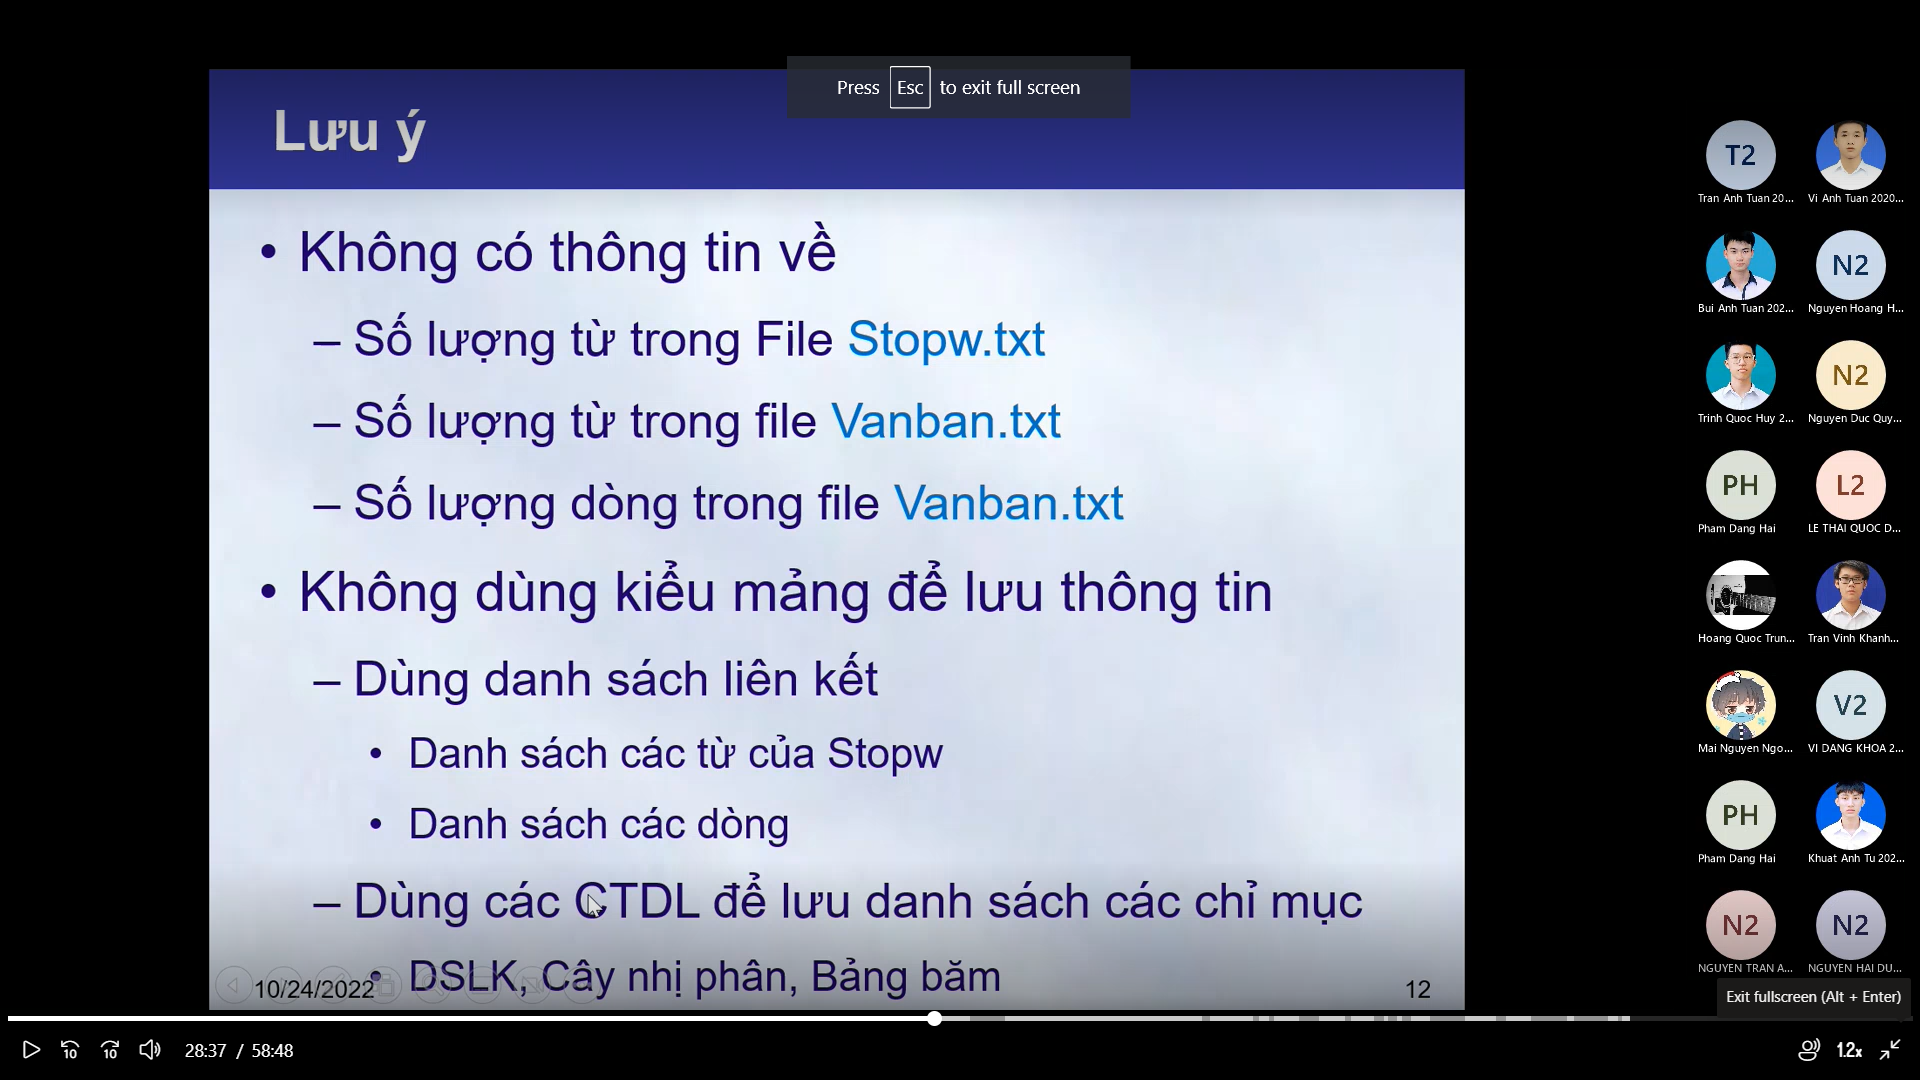 Press Esc to exit full screen
Lưu ý
• Không có thông tin về
– Số lượng từ trong File Stopw.txt
– Số lượng từ trong file Vanban.txt
– Số lượng dòng trong file Vanban.txt
• Không dùng kiểu mảng để lưu thông tin
– Dùng danh sách liên kết
• Danh sách các từ của Stopw
• Danh sách các dòng
– Dùng các CTDL để lưu danh sách các chỉ mục
• DSLK, Cây nhị phân, Bảng băm
10/24/2022
12
T2
Tran Anh Tuan 20...
Vi Anh Tuan 2020...
Bui Anh Tuan 202...
N2
Nguyen Hoang H...
Trinh Quoc Huy 2...
N2
Nguyen Duc Quy...
PH
Pham Dang Hai
L2
LE THAI QUOC D...
Hoang Quoc Trun...
Tran Vinh Khanh...
Mai Nguyen Ngo...
V2
VI DANG KHOA 2...
PH
Pham Dang Hai
Khuat Anh Tu 202...
N2
NGUYEN TRAN A...
N2
NGUYEN HAI DU...
Exit fullscreen (Alt + Enter)
10
10
28:37 / 58:48
1.2x